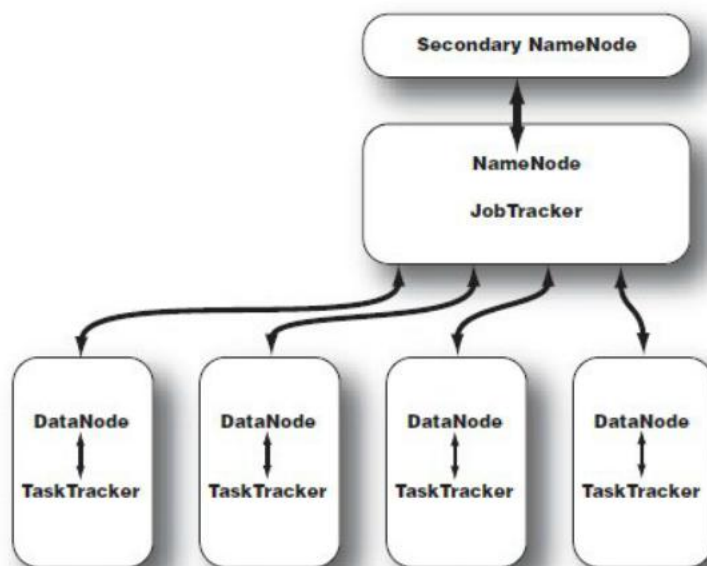 Secondary NameNode
NameNode
JobTracker
DataNode
TaskTracker
DataNode
TaskTracker
DataNode
TaskTracker
DataNode
TaskTracker